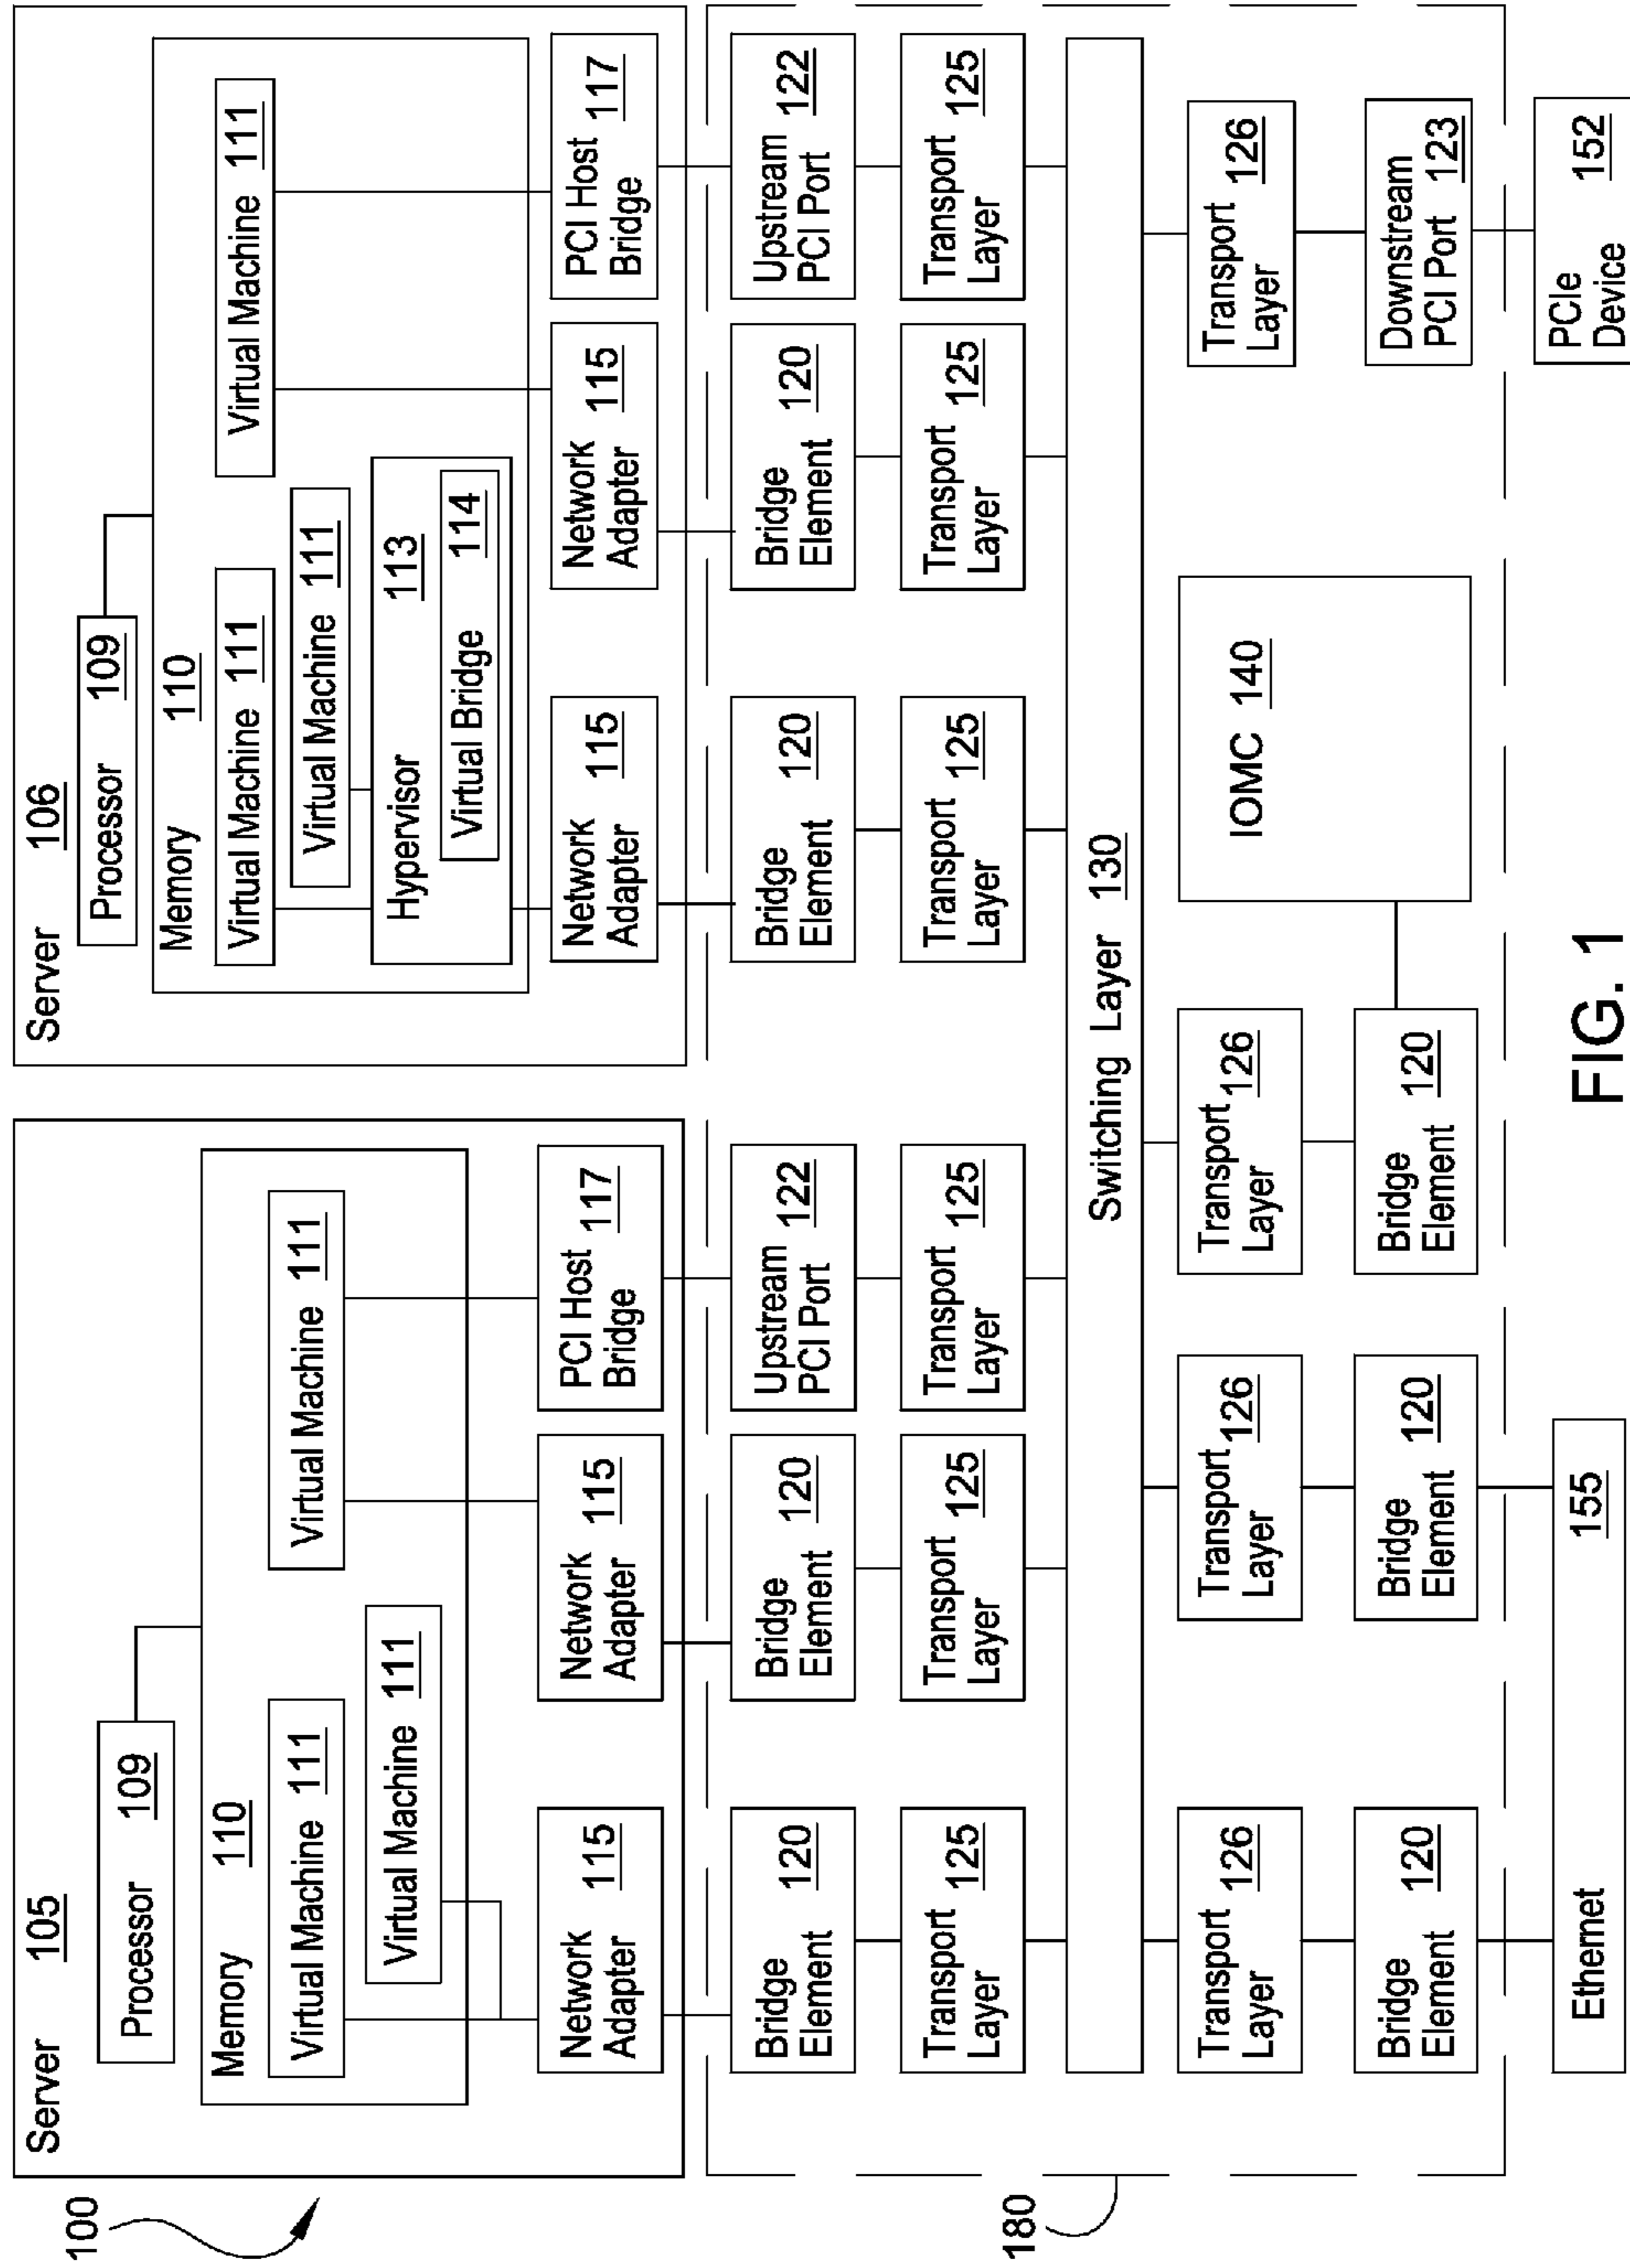 100
Server 105
Processor 109
Memory 110
Virtual Machine 111
Virtual Machine 111
Virtual Machine 111
Network
Adapter 115
Network
Adapter 115
PCI Host
Bridge 117
Server 106
Processor 109
Memory 110
Virtual Machine 111
Virtual Machine 111
Virtual Machine 111
Hypervisor 113
Virtual Bridge 114
Network
Adapter 115
Network
Adapter 115
PCI Host
Bridge 117
180
Bridge
Element 120
Bridge
Element 120
Upstream
PCI Port 122
Bridge
Element 120
Bridge
Element 120
Upstream
PCI Port 122
Transport
Layer 125
Transport
Layer 125
Transport
Layer 125
Transport
Layer 125
Transport
Layer 125
Transport
Layer 125
Switching Layer 130
Transport
Layer 126
Transport
Layer 126
Transport
Layer 126
IOMC 140
Transport
Layer 126
Bridge
Element 120
Bridge
Element 120
Bridge
Element 120
Downstream
PCI Port 123
Ethernet 155
PCIe
Device 152
FIG. 1